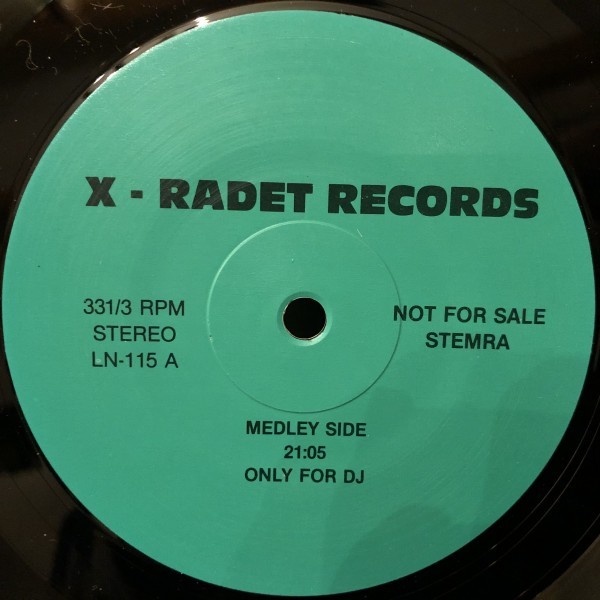 X - RADET RECORDS
331/3 RPM
STEREO
LN-115 A
NOT FOR SALE
STEMRA
MEDLEY SIDE
21:05
ONLY FOR DJ